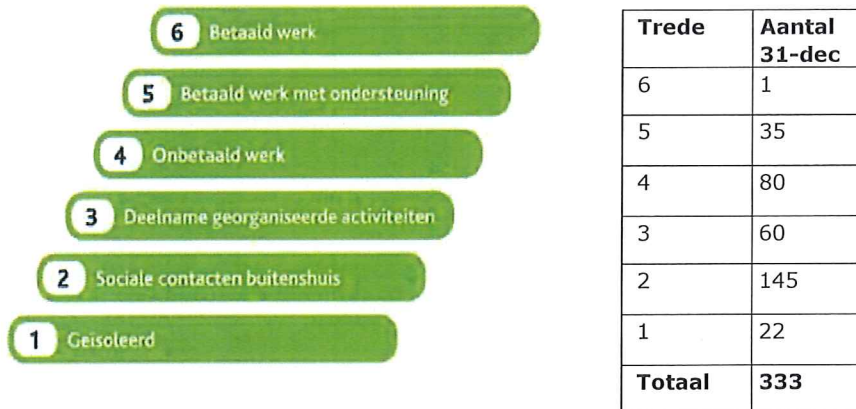 6 Betaald werk
5 Betaald werk met ondersteuning
4 Onbetaald werk
3 Deelname georganiseerde activiteiten
2 Sociale contacten buitenshuis
1 Geïsoleerd
Trede Aantal
31-dec
6 1
5 35
4 80
3 60
2 145
1 22
Totaal 333